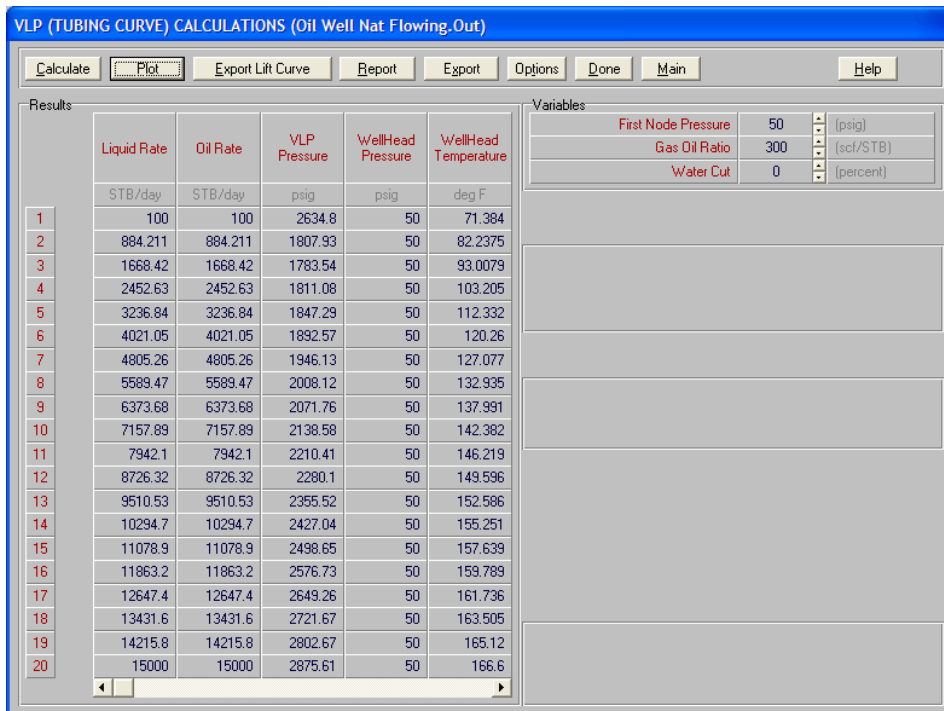 VLP (TUBING CURVE) CALCULATIONS (Oil Well Nat Flowing.Out)
Calculate Plot Export Lift Curve Report Export Options Done Main Help
Results
Liquid Rate Oil Rate VLP Pressure WellHead Pressure WellHead Temperature
STB/day STB/day psig psig deg F
1 100 100 2634.8 50 71.384
2 884.211 884.211 1807.93 50 82.2375
3 1668.42 1668.42 1783.54 50 93.0079
4 2452.63 2452.63 1811.08 50 103.205
5 3236.84 3236.84 1847.29 50 112.332
6 4021.05 4021.05 1892.57 50 120.26
7 4805.26 4805.26 1946.13 50 127.077
8 5589.47 5589.47 2008.12 50 132.935
9 6373.68 6373.68 2071.76 50 137.991
10 7157.89 7157.89 2138.58 50 142.382
11 7942.1 7942.1 2210.41 50 146.219
12 8726.32 8726.32 2280.1 50 149.596
13 9510.53 9510.53 2355.52 50 152.586
14 10294.7 10294.7 2427.04 50 155.251
15 11078.9 11078.9 2498.65 50 157.639
16 11863.2 11863.2 2576.73 50 159.789
17 12647.4 12647.4 2649.26 50 161.736
18 13431.6 13431.6 2721.67 50 163.505
19 14215.8 14215.8 2802.67 50 165.12
20 15000 15000 2875.61 50 166.6
Variables
First Node Pressure 50 (psig)
Gas Oil Ratio 300 (scf/STB)
Water Cut 0 (percent)